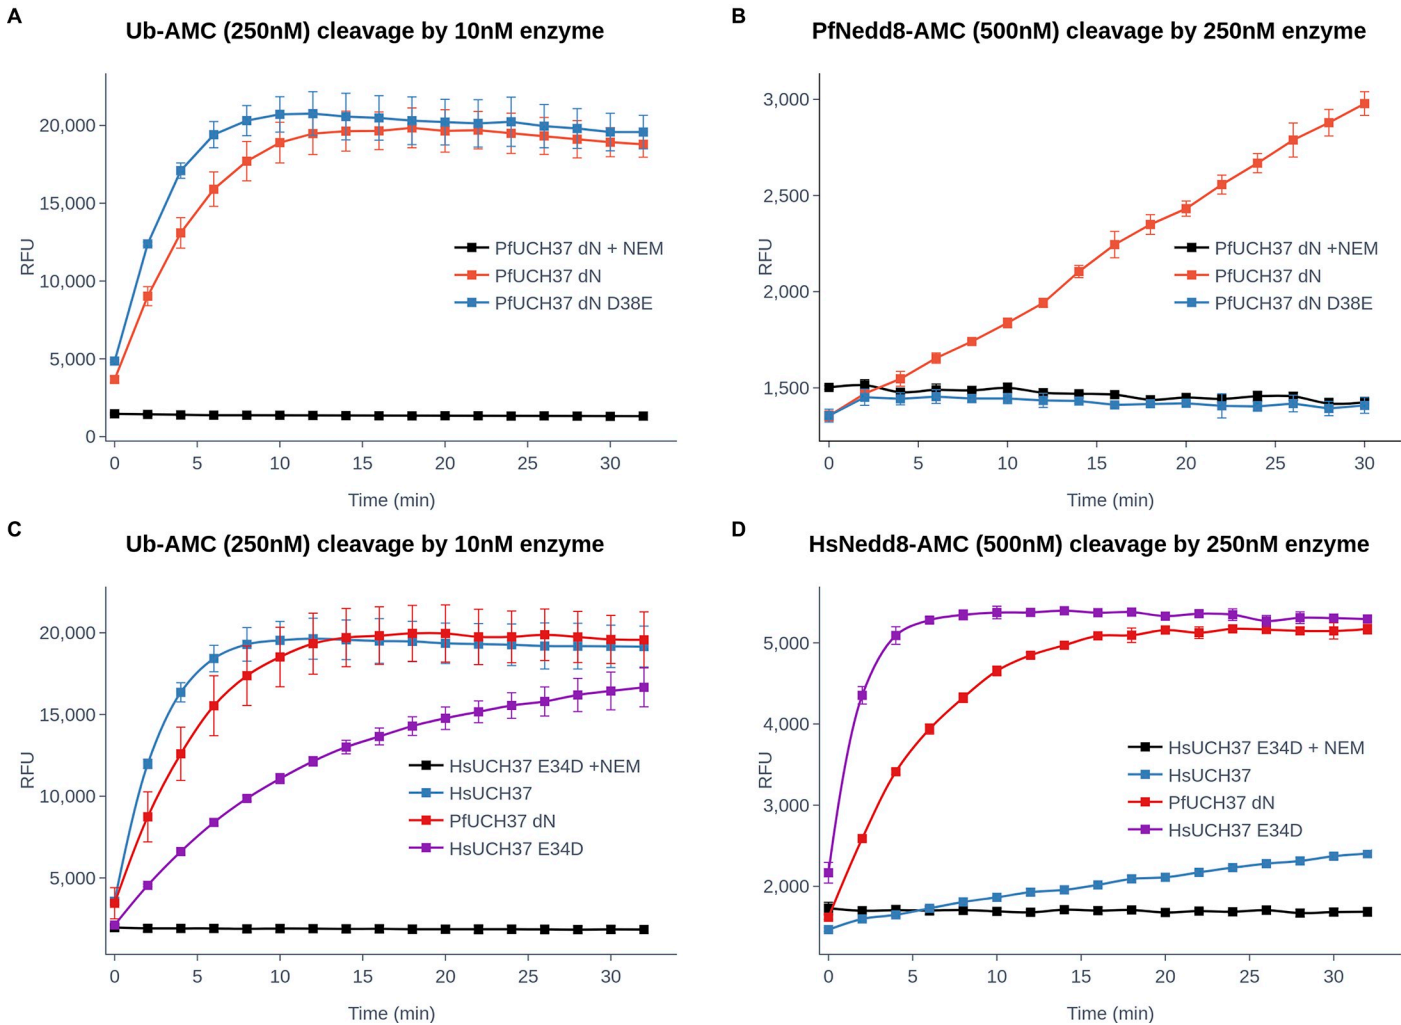 A
Ub-AMC (250nM) cleavage by 10nM enzyme
20,000
15,000
10,000
5,000
0
RFU
PfUCH37 dN + NEM
PfUCH37 dN
PfUCH37 dN D38E
0 5 10 15 20 25 30
Time (min)
B
PfNedd8-AMC (500nM) cleavage by 250nM enzyme
3,000
2,500
2,000
1,500
RFU
PfUCH37 dN +NEM
PfUCH37 dN
PfUCH37 dN D38E
0 5 10 15 20 25 30
Time (min)
C
Ub-AMC (250nM) cleavage by 10nM enzyme
20,000
15,000
10,000
5,000
RFU
HsUCH37 E34D +NEM
HsUCH37
PfUCH37 dN
HsUCH37 E34D
0 5 10 15 20 25 30
Time (min)
D
HsNedd8-AMC (500nM) cleavage by 250nM enzyme
5,000
4,000
3,000
2,000
RFU
HsUCH37 E34D + NEM
HsUCH37
PfUCH37 dN
HsUCH37 E34D
0 5 10 15 20 25 30
Time (min)